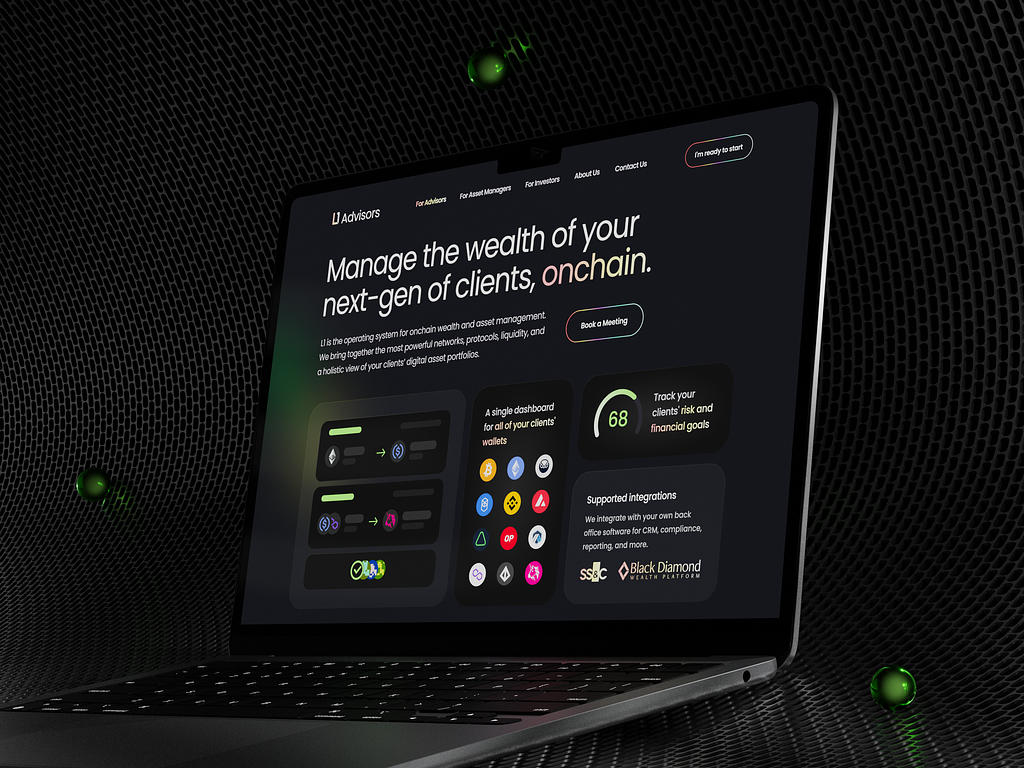 L1 Advisors
For Advisors
For Asset Managers
For Investors
About Us
Contact Us
I'm ready to start
Manage the wealth of your
next-gen of clients, onchain.
L1 is the operating system for onchain wealth and asset management.
We bring together the most powerful networks, protocols, liquidity, and
a holistic view of your clients' digital asset portfolios.
Book a Meeting
A single dashboard
for all of your clients'
wallets
OP
68
Track your
clients' risk and
financial goals
Supported integrations
We integrate with your own back
office software for CRM, compliance,
reporting, and more.
SS&C
Black Diamond
WEALTH PLATFORM